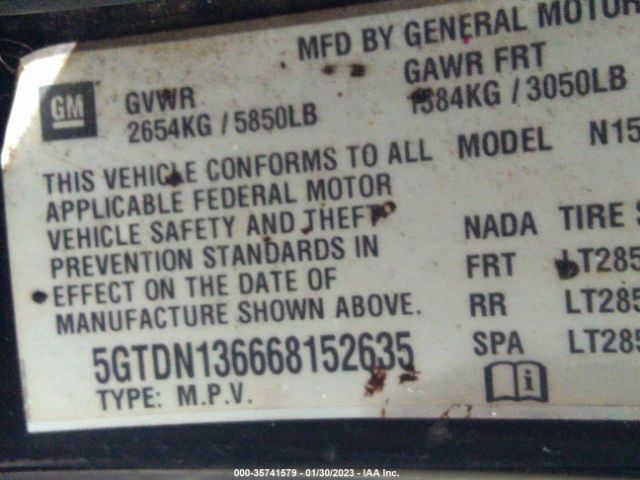 MFD BY GENERAL MOTOR
GM
GVWR
2654KG / 5850LB
GAWR FRT
1584KG / 3050LB
THIS VEHICLE CONFORMS TO ALL
APPLICABLE FEDERAL MOTOR
VEHICLE SAFETY AND THEFT
PREVENTION STANDARDS IN
EFFECT ON THE DATE OF
MANUFACTURE SHOWN ABOVE.
MODEL N15
NADA TIRE S
FRT LT285
RR LT285
SPA LT285
5GTDN136668152635
TYPE: M.P.V.
i
000-35741579 - 01/30/2023 - IAA Inc.